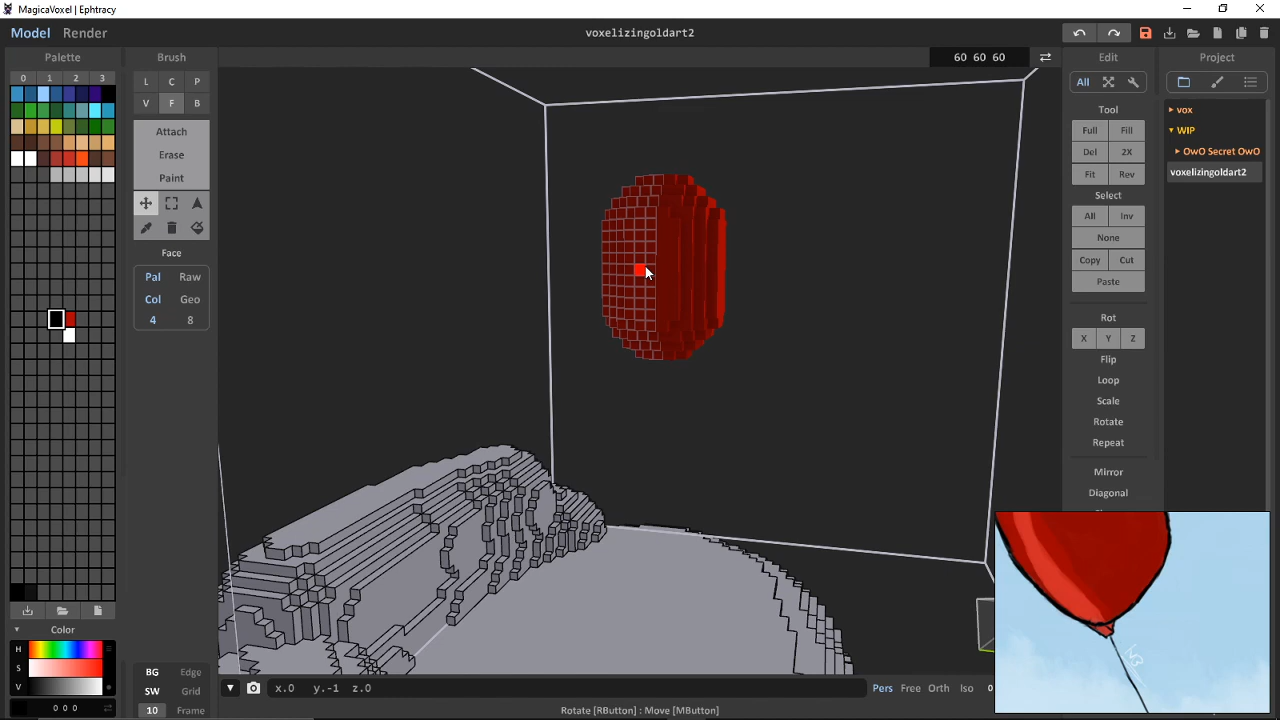 MagicaVoxel | Ephtracy
Model Render
voxelizingoldart2
Palette
0 1 2 3
Brush
L C P
V F B
Attach
Erase
Paint
Face
Pal Raw
Col Geo
4 8
60 60 60
Edit
All
Tool
Full Fill
Del 2X
Fit Rev
Select
All Inv
None
Copy Cut
Paste
Rot
X Y Z
Flip
Loop
Scale
Rotate
Repeat
Mirror
Diagonal
Project
vox
WIP
OwO Secret OwO
voxelizingoldart2
Color
H
S
V
0 0 0
BG Edge
SW Grid
10 Frame
x.0 y.-1 z.0
Pers Free Orth Iso 0
Rotate [RButton] : Move [MButton]